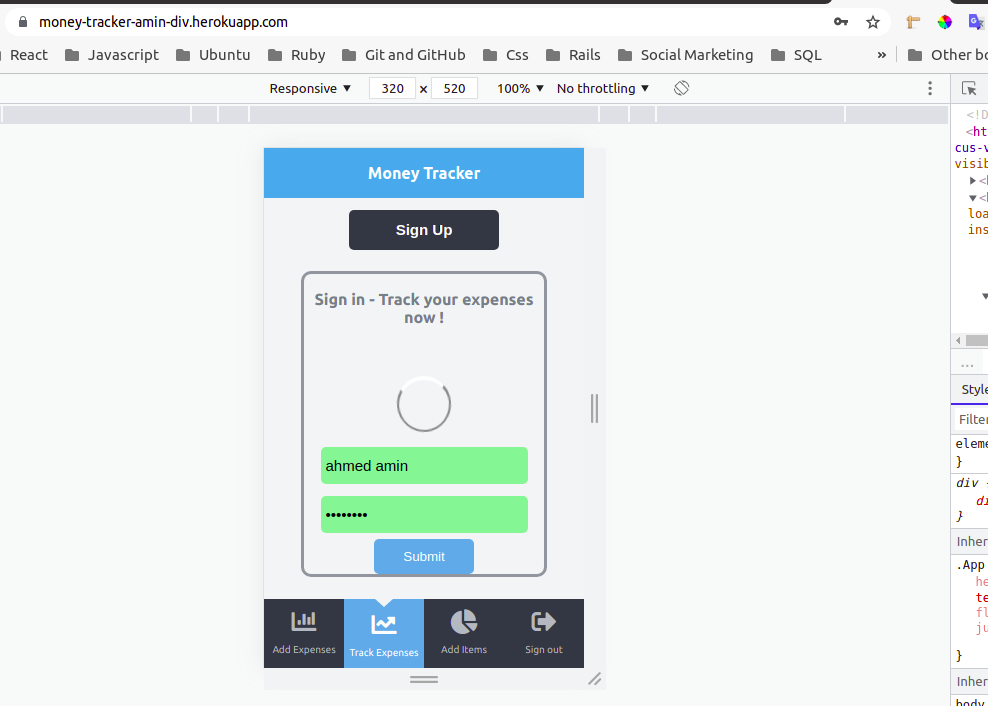 money-tracker-amin-div.herokuapp.com
React Javascript Ubuntu Ruby Git and GitHub Css Rails Social Marketing SQL » Other bo
Responsive ▼ 320 × 520 100% ▼ No throttling ▼
<!D
<ht
cus-v
visib
▶<
▼<
loa
ins
Money Tracker
Sign Up
Sign in - Track your expenses
now !
ahmed amin
••••••••
Submit
Add Expenses Track Expenses Add Items Sign out
...
Style
Filter
eleme
}
div
di
}
Inher
.App
he
te
fl
ju
}
Inher
body